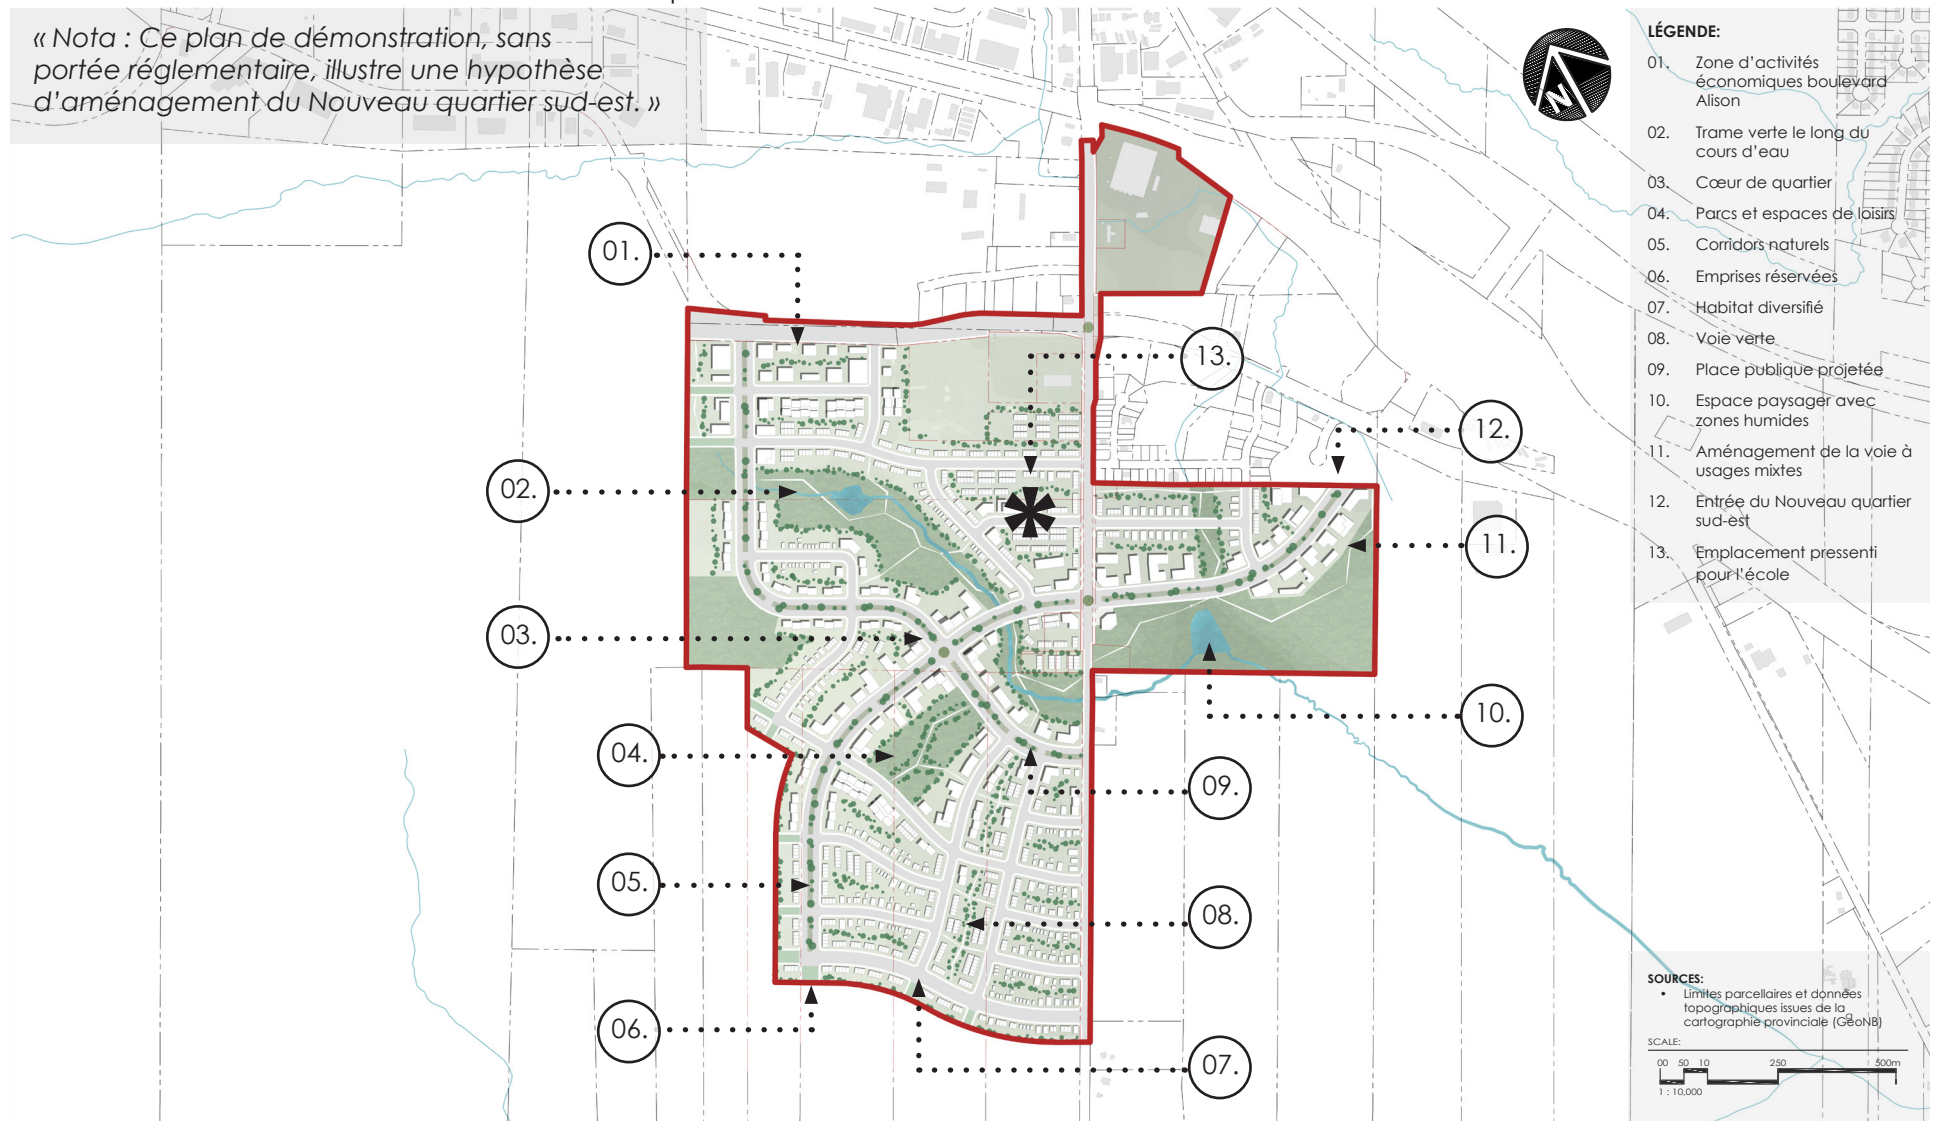 « Nota : Ce plan de démonstration, sans
portée réglementaire, illustre une hypothèse
d’aménagement du Nouveau quartier sud-est. »
N
LÉGENDE:
01. Zone d’activités
économiques boulevard
Alison
02. Trame verte le long du
cours d’eau
03. Cœur de quartier
04. Parcs et espaces de loisirs
05. Corridors naturels
06. Emprises réservées
07. Habitat diversifié
08. Voie verte
09. Place publique projetée
10. Espace paysager avec
zones humides
11. Aménagement de la voie à
usages mixtes
12. Entrée du Nouveau quartier
sud-est
13. Emplacement pressenti
pour l’école
01.
13.
12.
02.
11.
03.
10.
04.
09.
05.
08.
06.
07.
SOURCES:
• Limites parcellaires et données
topographiques issues de la
cartographie provinciale (GéoNB)
SCALE:
00 50 10 250 500m
1 : 10,000